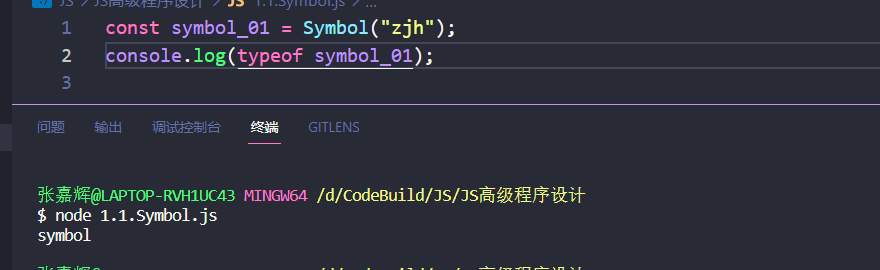 JS > JS高级程序设计 > JS 1.1.Symbol.js > ...
1 const symbol_01 = Symbol("zjh");
2 console.log(typeof symbol_01);
3
问题 输出 调试控制台 终端 GITLENS
张嘉辉@LAPTOP-RVH1UC43 MINGW64 /d/CodeBuild/JS/JS高级程序设计
$ node 1.1.Symbol.js
symbol